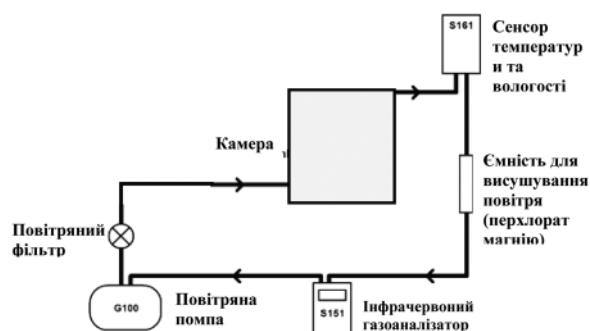 S161
Сенсор
температур
и та
вологості
Камера
Ємність для
висушування
повітря
(перхлорат
магнію)
Повітряний
фільтр
G100
Повітряна
помпа
S151
Інфрачервоний
газоаналізатор